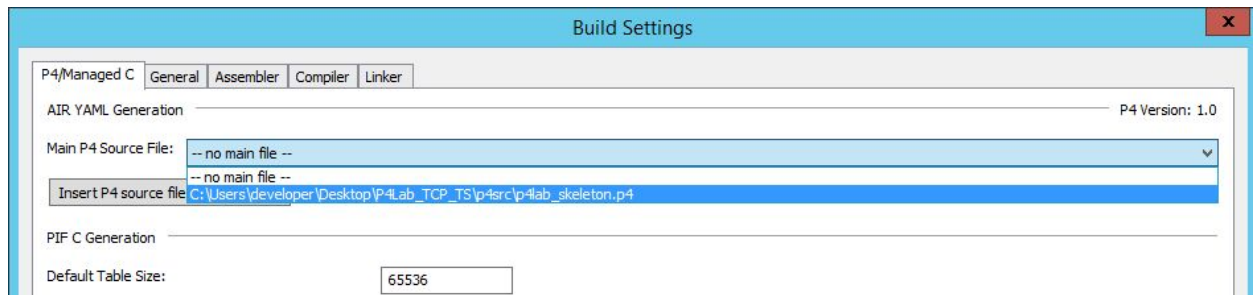 Build Settings
x
P4/Managed C General Assembler Compiler Linker
AIR YAML Generation P4 Version: 1.0
Main P4 Source File: -- no main file --
-- no main file --
Insert P4 source file C:\Users\developer\Desktop\P4Lab_TCP_TS\p4src\p4lab_skeleton.p4
PIF C Generation
Default Table Size: 65536